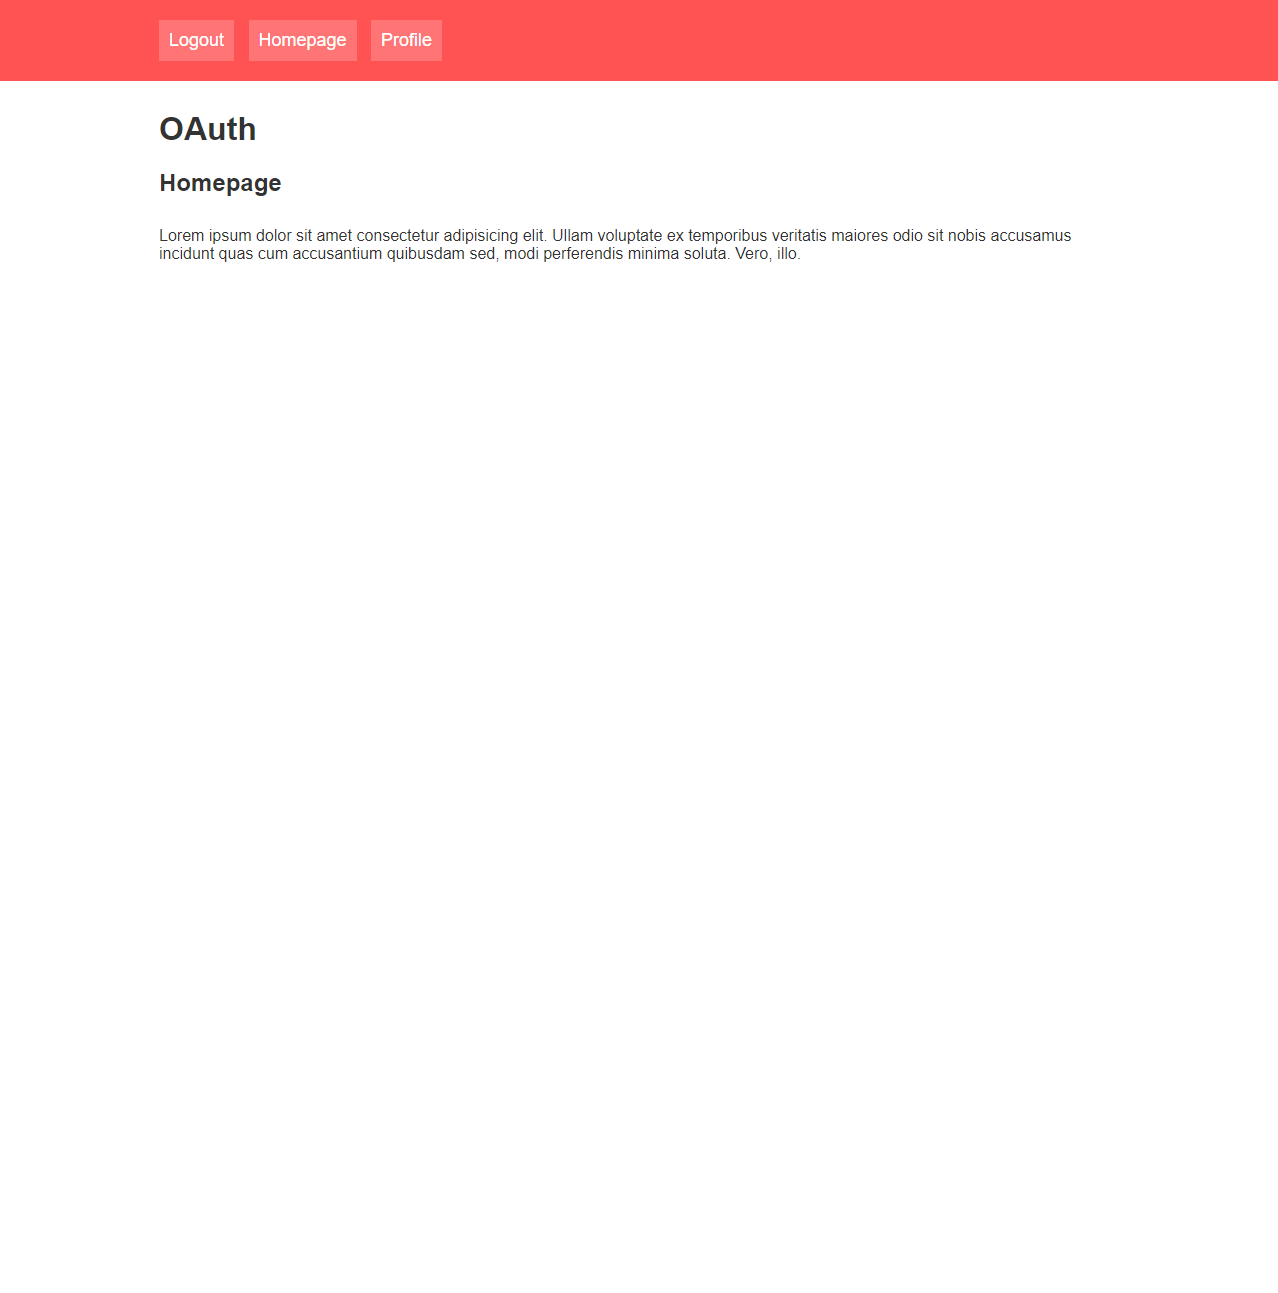 Logout Homepage Profile
OAuth
Homepage
Lorem ipsum dolor sit amet consectetur adipisicing elit. Ullam voluptate ex temporibus veritatis maiores odio sit nobis accusamus
incidunt quas cum accusantium quibusdam sed, modi perferendis minima soluta. Vero, illo.